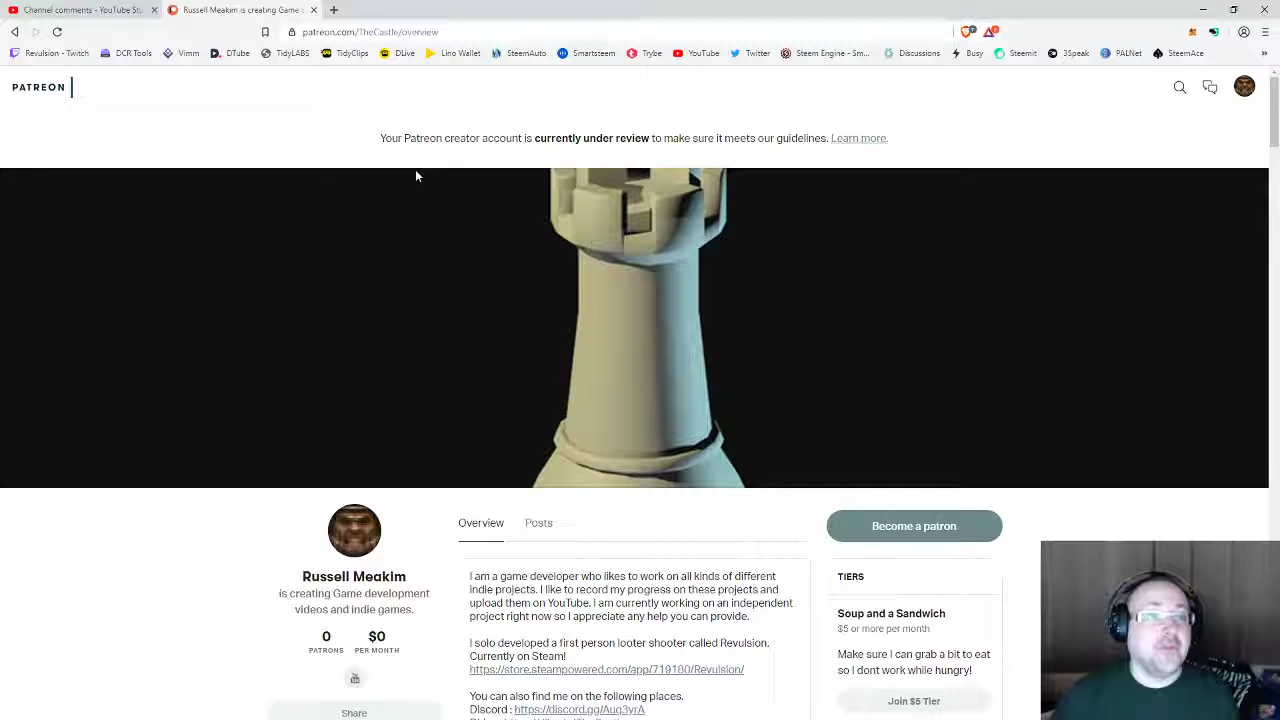 Channel comments - YouTube Stu
Russell Meakim is creating Game d
patreon.com/TheCastle/overview
Revulsion - Twitch
DCR Tools
Vimm
DTube
TidyLABS
TidyClips
DLive
Lino Wallet
SteemAuto
Smartsteem
Trybe
YouTube
Twitter
Steem Engine - Sm...
Discussions
Busy
Steemit
3Speak
PALNet
SteemAce
PATREON
Your Patreon creator account is currently under review to make sure it meets our guidelines. Learn more.
Russell Meakim
is creating Game development
videos and indie games.
0 $0
PATRONS PER MONTH
Share
Overview Posts
I am a game developer who likes to work on all kinds of different
indie projects. I like to record my progress on these projects and
upload them on YouTube. I am currently working on an independent
project right now so I appreciate any help you can provide.
I solo developed a first person looter shooter called Revulsion.
Currently on Steam!
https://store.steampowered.com/app/719180/Revulsion/
You can also find me on the following places.
Discord : https://discord.gg/Auq3yrA
Become a patron
TIERS
Soup and a Sandwich
$5 or more per month
Make sure I can grab a bit to eat
so I dont work while hungry!
Join $5 Tier